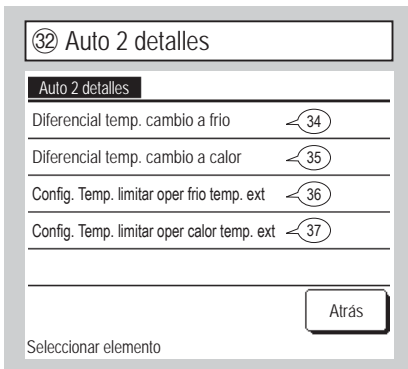 ㉜ Auto 2 detalles
Auto 2 detalles
Diferencial temp. cambio a frio 34
Diferencial temp. cambio a calor 35
Config. Temp. limitar oper frio temp. ext 36
Config. Temp. limitar oper calor temp. ext 37
Atrás
Seleccionar elemento